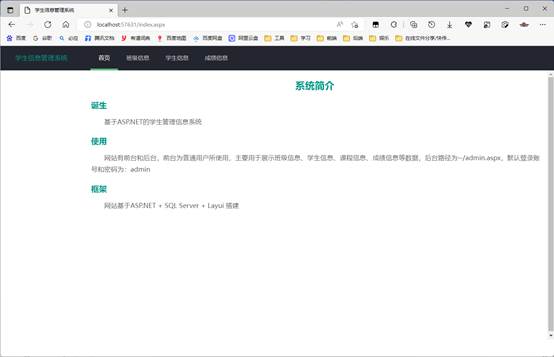 学生信息管理系统
localhost:57631/index.aspx
百度 谷歌 必应 腾讯文档 有道词典 百度地图 百度网盘 阿里云盘 工具 学习 前端 后端 娱乐 在线文件分享/快传...
学生信息管理系统 首页 班级信息 学生信息 成绩信息
系统简介
诞生
基于ASP.NET的学生管理信息系统
使用
网站有前台和后台，前台为普通用户所使用，主要用于展示班级信息、学生信息、课程信息、成绩信息等数据，后台路径为~/admin.aspx，默认登录账
号和密码为：admin
框架
网站基于ASP.NET + SQL Server + Layui 搭建